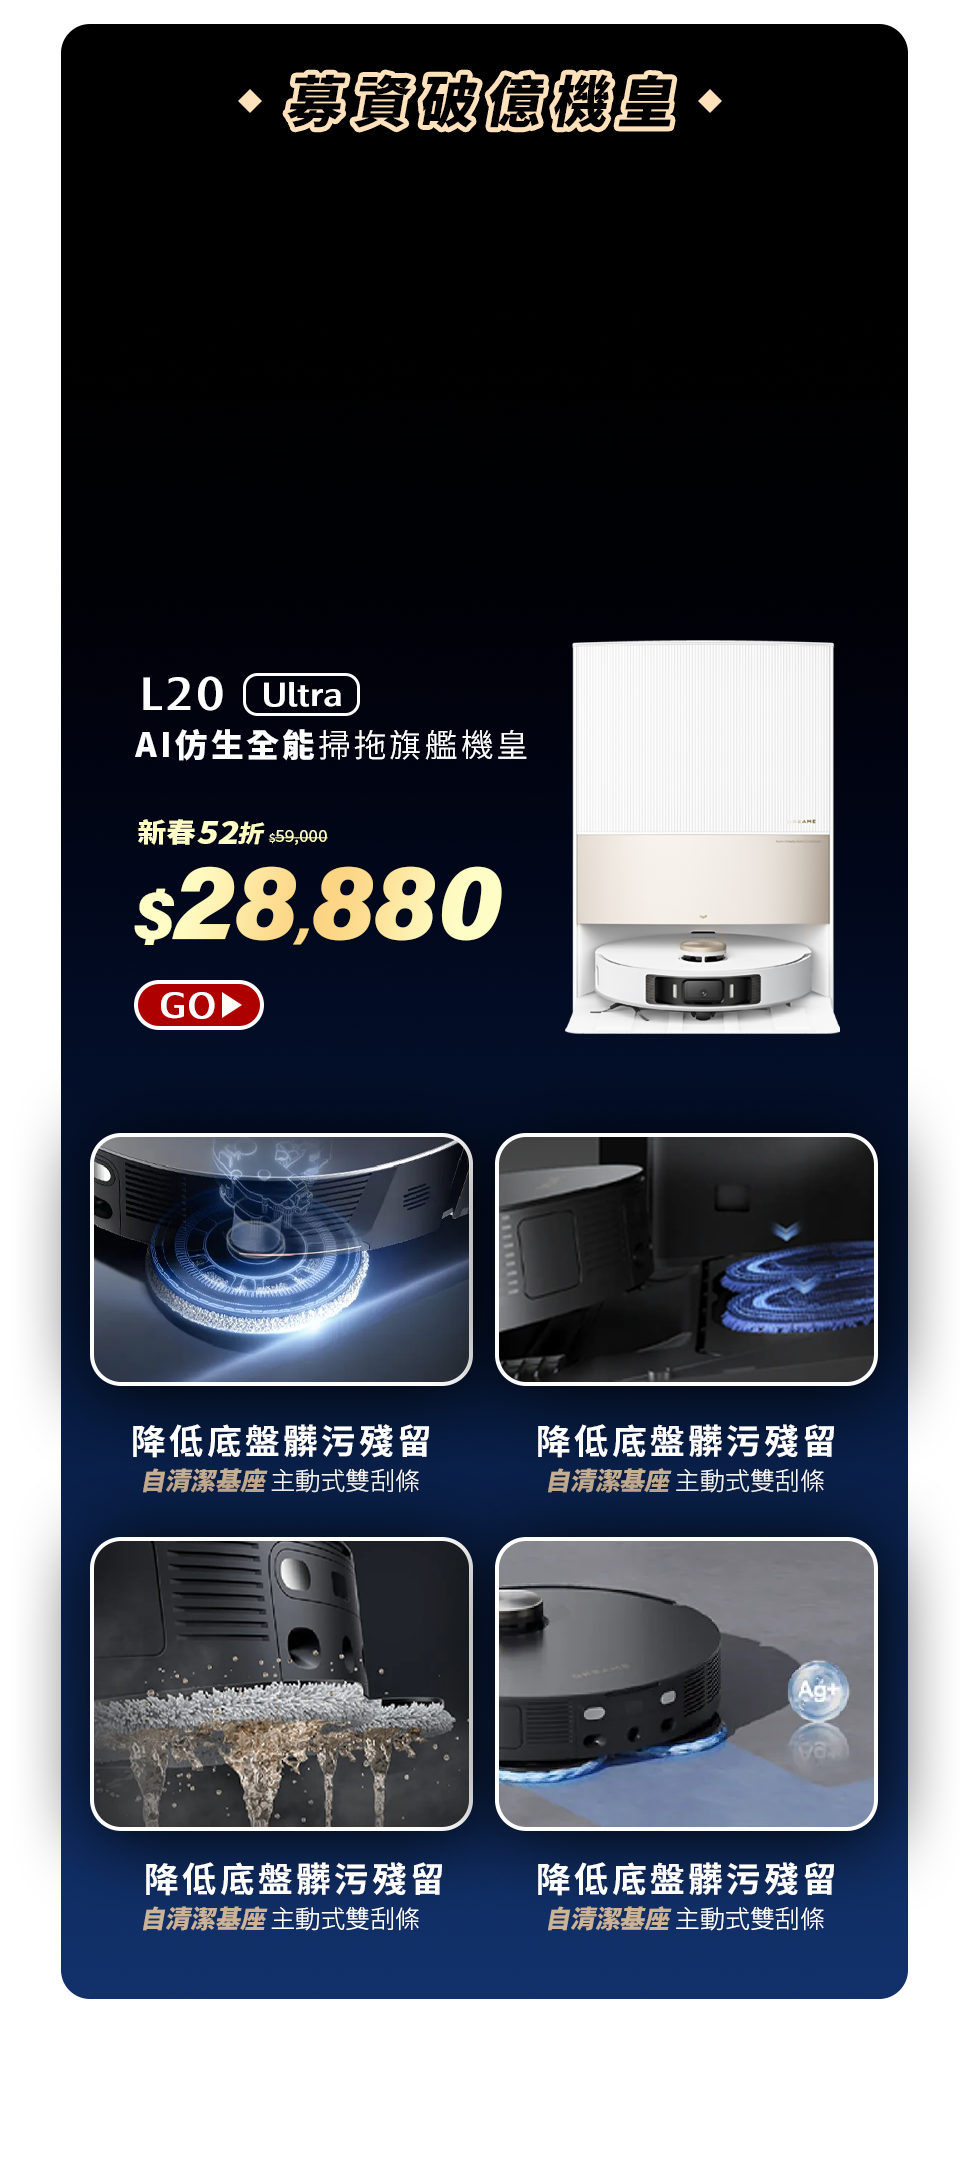 募資破億機皇
L20 Ultra
AI仿生全能掃拖旗艦機皇
新春52折 $59,000
$28,880
GO
降低底盤髒污殘留
自清潔基座 主動式雙刮條
降低底盤髒污殘留
自清潔基座 主動式雙刮條
Ag+
降低底盤髒污殘留
自清潔基座 主動式雙刮條
降低底盤髒污殘留
自清潔基座 主動式雙刮條